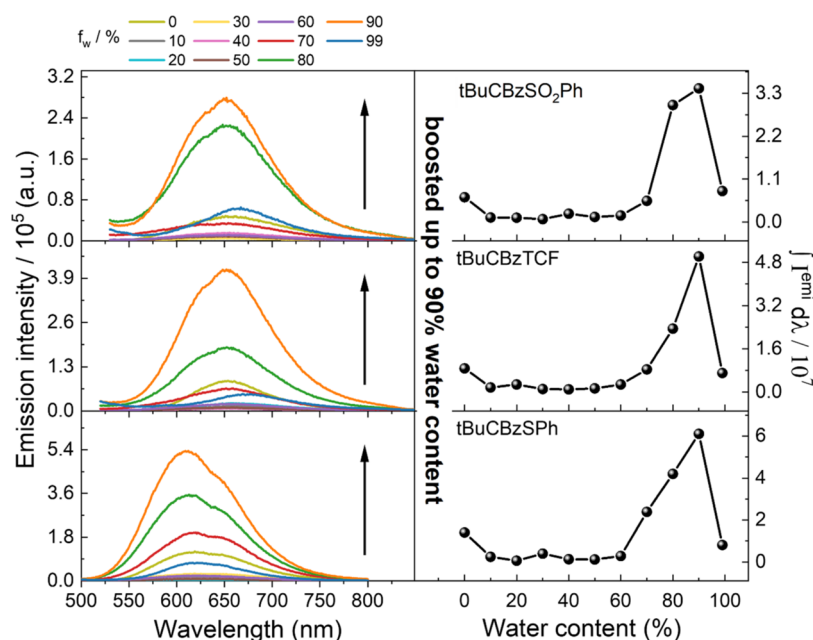 f_w / %
0 30 60 90
10 40 70 99
20 50 80
Emission intensity / 10^5 (a.u.)
3.2
2.4
1.6
0.8
0.0
3.9
2.6
1.3
0.0
5.4
3.6
1.8
0.0
500 550 600 650 700 750 800
Wavelength (nm)
boosted up to 90% water content
tBuCBzSO₂Ph
3.3
2.2
1.1
0.0
tBuCBzTCF
4.8
3.2
1.6
0.0
tBuCBzSPh
6
4
2
0
∫ I^emi dλ / 10^7
0 20 40 60 80 100
Water content (%)